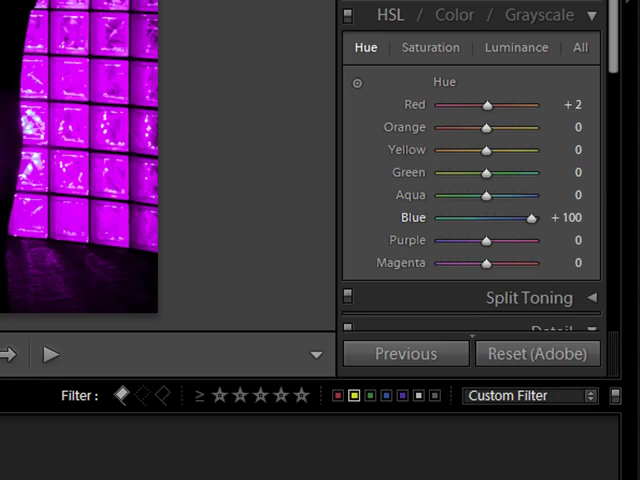 HSL / Color / Grayscale
Hue Saturation Luminance All
Hue
Red +2
Orange 0
Yellow 0
Green 0
Aqua 0
Blue +100
Purple 0
Magenta 0
Split Toning
Detail
Previous Reset (Adobe)
Filter: ≥ Custom Filter